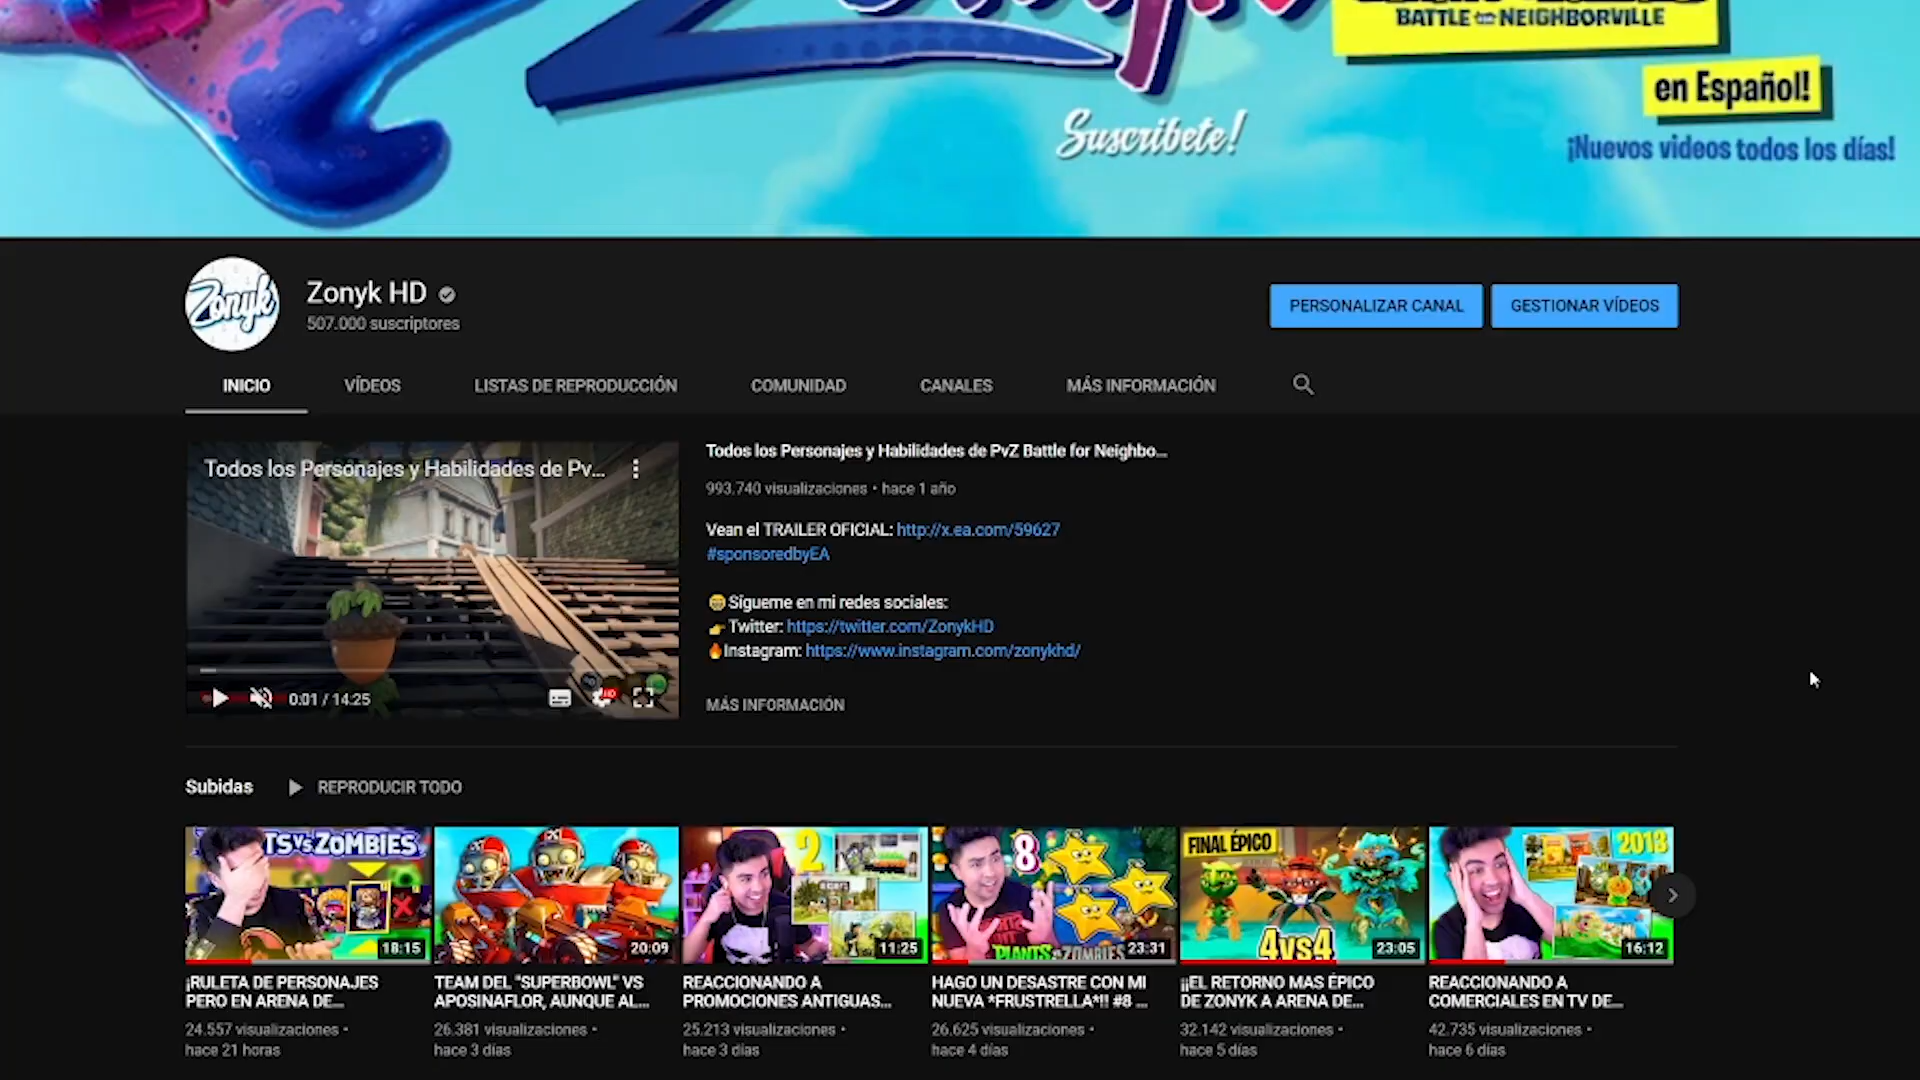 BATTLE for NEIGHBORVILLE
en Español!
Suscribete!
¡Nuevos videos todos los días!
Zonyk
Zonyk HD
507.000 suscriptores
PERSONALIZAR CANAL
GESTIONAR VÍDEOS
INICIO
VÍDEOS
LISTAS DE REPRODUCCIÓN
COMUNIDAD
CANALES
MÁS INFORMACIÓN
Todos los Personajes y Habilidades de Pv...
0:01 / 14:25
HD
Todos los Personajes y Habilidades de PvZ Battle for Neighbo...
993.740 visualizaciones • hace 1 año
Vean el TRAILER OFICIAL: http://x.ea.com/59627
#sponsoredbyEA
Sígueme en mi redes sociales:
Twitter: https://twitter.com/ZonykHD
Instagram: https://www.instagram.com/zonykhd/
MÁS INFORMACIÓN
Subidas
REPRODUCIR TODO
TS vs. ZOMBIES
18:15
20:09
2
11:25
8
PLANTS ZOMBIES
23:31
FINAL ÉPICO
4vs4
23:05
2013
16:12
¡RULETA DE PERSONAJES
PERO EN ARENA DE...
24.557 visualizaciones •
hace 21 horas
TEAM DEL "SUPERBOWL" VS
APOSINAFLOR, AUNQUE AL...
26.381 visualizaciones •
hace 3 días
REACCIONANDO A
PROMOCIONES ANTIGUAS...
25.213 visualizaciones •
hace 3 días
HAGO UN DESASTRE CON MI
NUEVA *FRUSTRELLA*!! #8 ...
26.625 visualizaciones •
hace 4 días
¡¡EL RETORNO MAS ÉPICO
DE ZONYK A ARENA DE...
32.142 visualizaciones •
hace 5 días
REACCIONANDO A
COMERCIALES EN TV DE...
42.735 visualizaciones •
hace 6 días